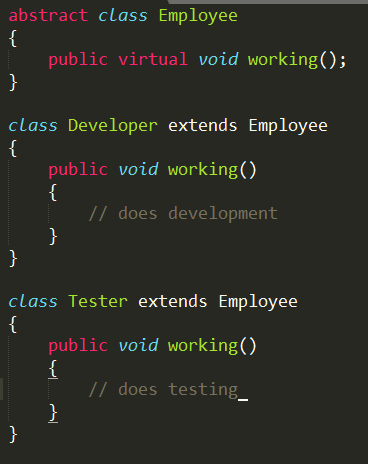 abstract class Employee
{
    public virtual void working();
}

class Developer extends Employee
{
    public void working()
    {
        // does development
    }
}

class Tester extends Employee
{
    public void working()
    {
        // does testing
    }
}